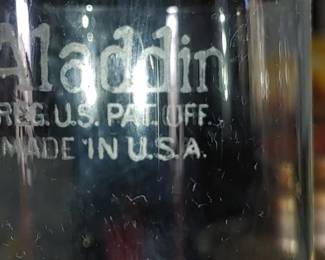 Aladdin
REG.U.S. PAT. OFF.
MADE IN U.S.A.